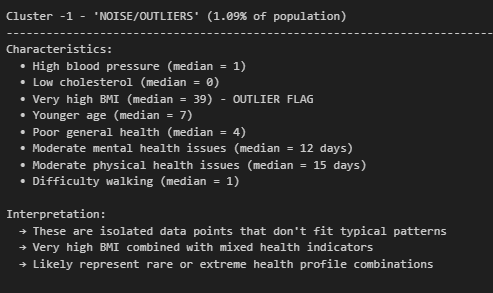 Cluster -1 - 'NOISE/OUTLIERS' (1.09% of population)
--------------------------------------------------------------------------------
Characteristics:
• High blood pressure (median = 1)
• Low cholesterol (median = 0)
• Very high BMI (median = 39) - OUTLIER FLAG
• Younger age (median = 7)
• Poor general health (median = 4)
• Moderate mental health issues (median = 12 days)
• Moderate physical health issues (median = 15 days)
• Difficulty walking (median = 1)
Interpretation:
→ These are isolated data points that don't fit typical patterns
→ Very high BMI combined with mixed health indicators
→ Likely represent rare or extreme health profile combinations